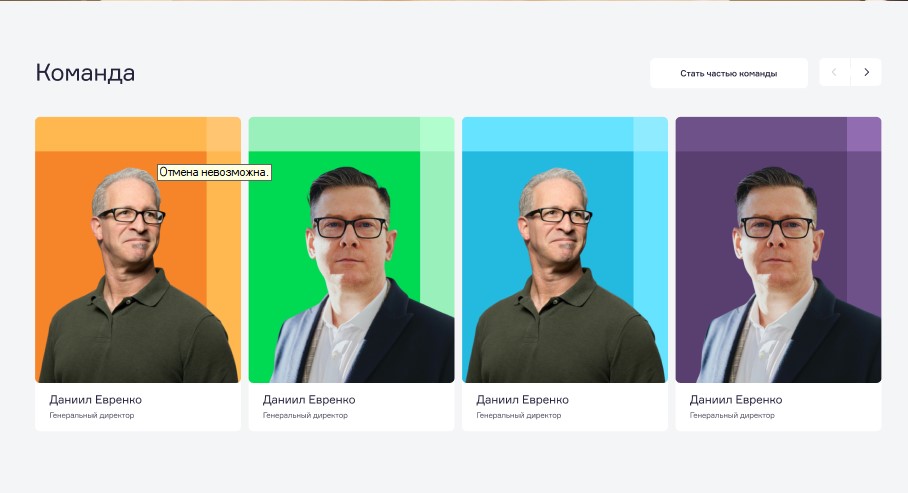 Команда
Стать частью команды
Отмена невозможна.
Даниил Евренко
Генеральный директор
Даниил Евренко
Генеральный директор
Даниил Евренко
Генеральный директор
Даниил Евренко
Генеральный директор